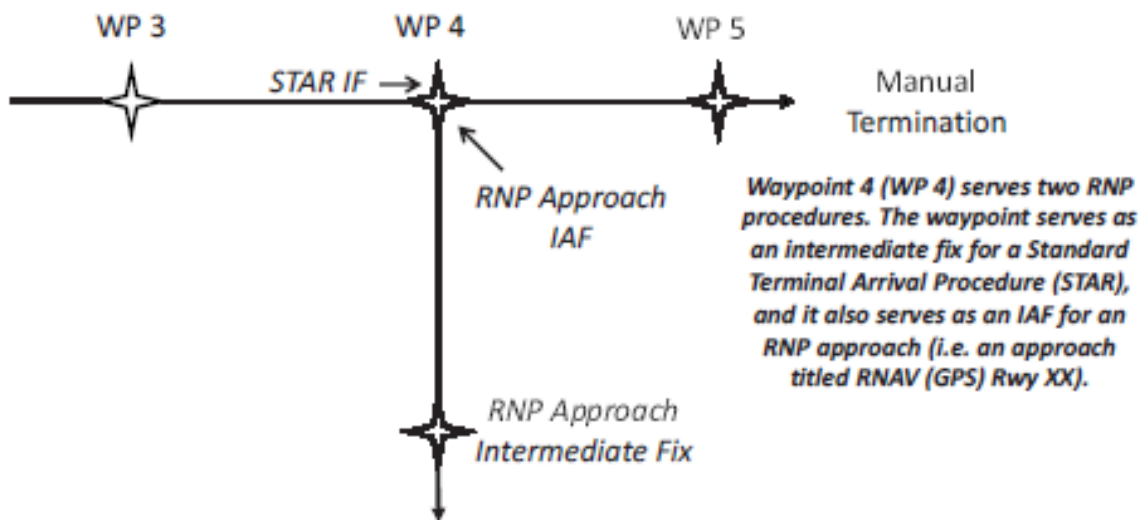 WP 3
WP 4
WP 5
STAR IF
Manual
Termination
RNP Approach
IAF
Waypoint 4 (WP 4) serves two RNP
procedures. The waypoint serves as
an intermediate fix for a Standard
Terminal Arrival Procedure (STAR),
and it also serves as an IAF for an
RNP approach (i.e. an approach
titled RNAV (GPS) Rwy XX).
RNP Approach
Intermediate Fix